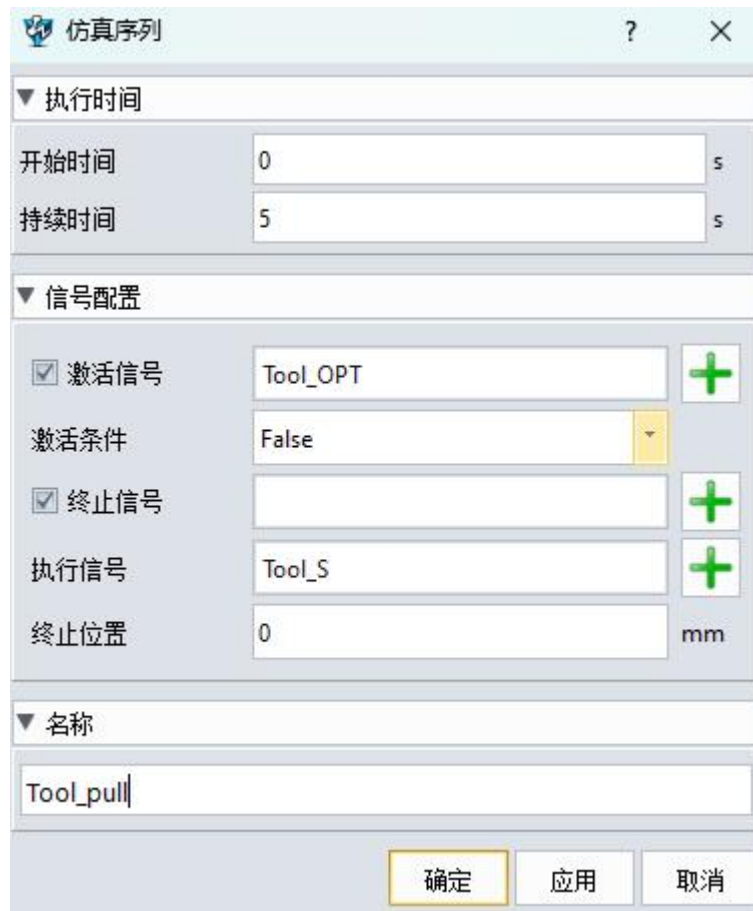 仿真序列 ?
执行时间
开始时间 0 s
持续时间 5 s
信号配置
激活信号 Tool_OPT
激活条件 False
终止信号
执行信号 Tool_S
终止位置 0 mm
名称
Tool_pull
确定 应用 取消